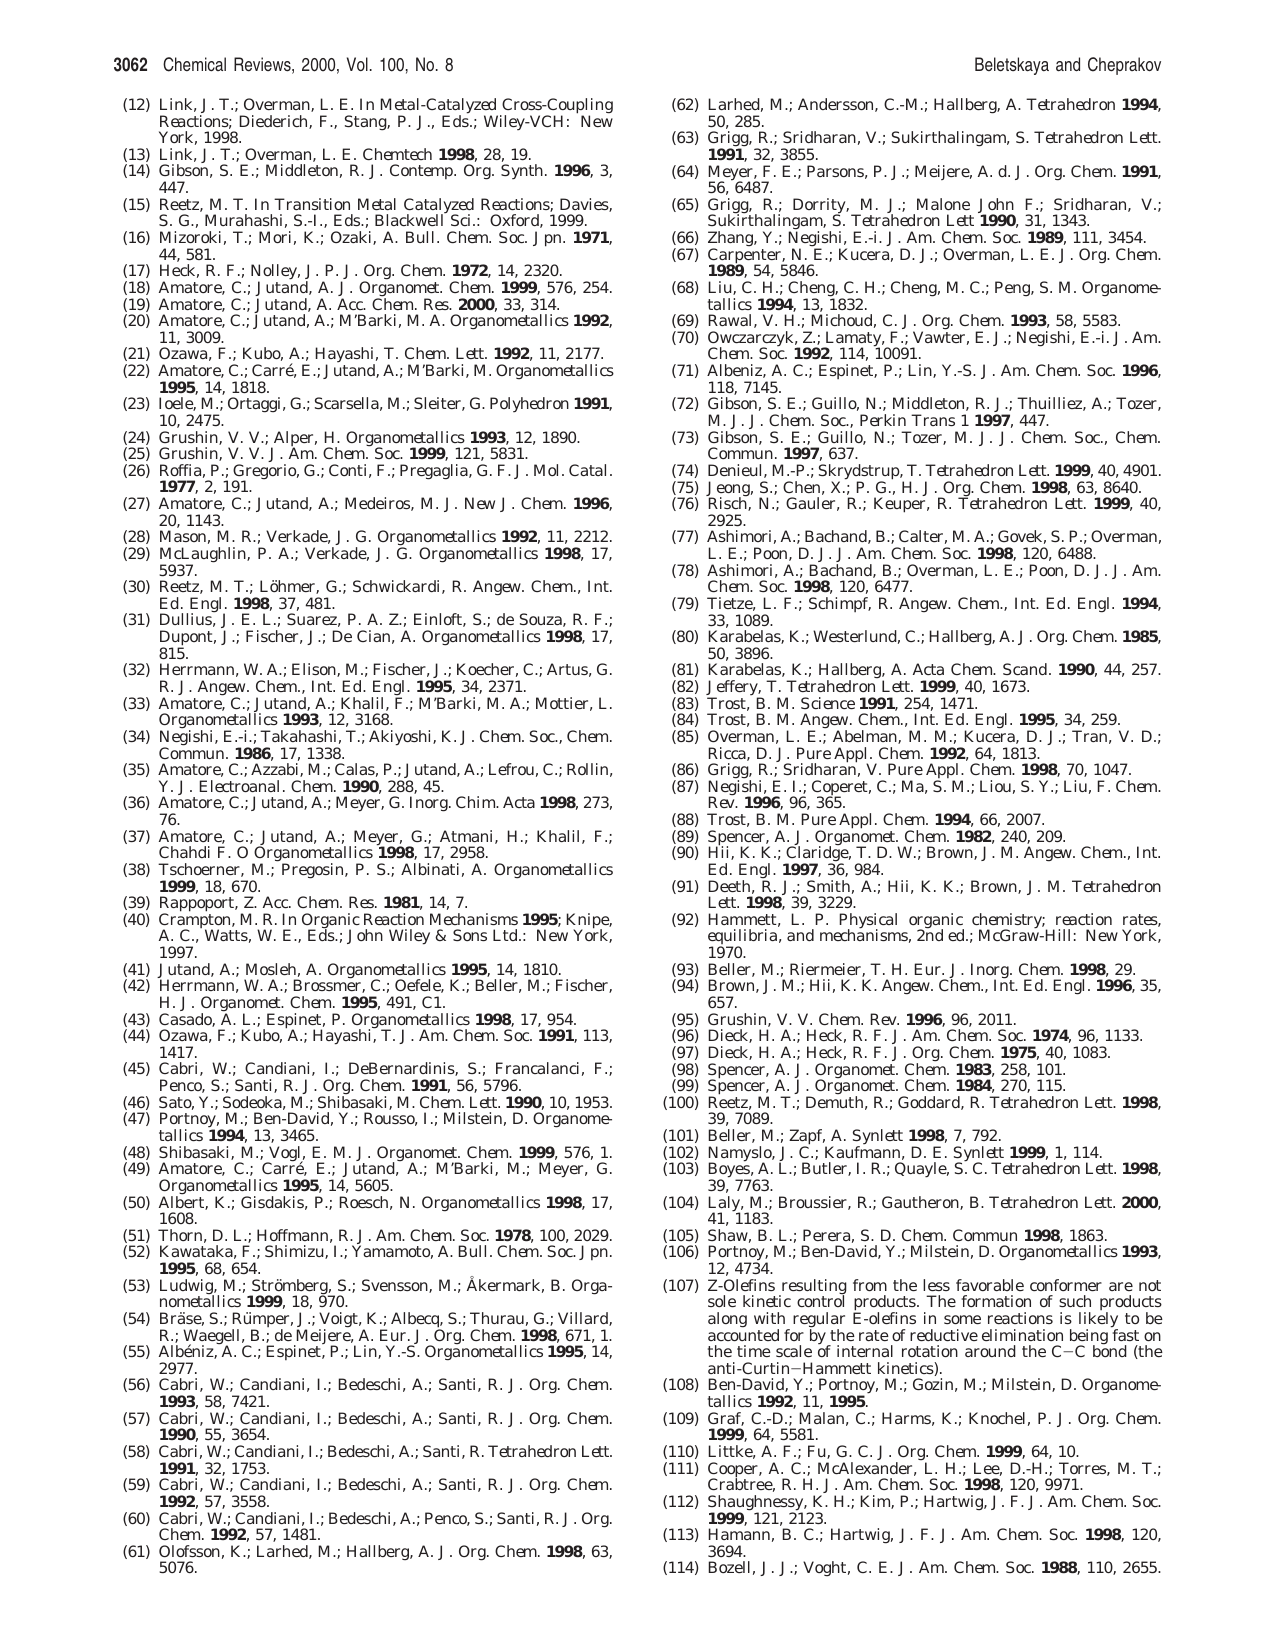 3062 Chemical Reviews, 2000, Vol. 100, No. 8
Beletskaya and Cheprakov
(12) Link, J. T.; Overman, L. E. In Metal-Catalyzed Cross-Coupling
Reactions; Diederich, F., Stang, P. J., Eds.; Wiley-VCH: New
York, 1998.
(13) Link, J. T.; Overman, L. E. Chemtech 1998, 28, 19.
(14) Gibson, S. E.; Middleton, R. J. Contemp. Org. Synth. 1996, 3,
447.
(15) Reetz, M. T. In Transition Metal Catalyzed Reactions; Davies,
S. G., Murahashi, S.-I., Eds.; Blackwell Sci.: Oxford, 1999.
(16) Mizoroki, T.; Mori, K.; Ozaki, A. Bull. Chem. Soc. Jpn. 1971,
44, 581.
(17) Heck, R. F.; Nolley, J. P. J. Org. Chem. 1972, 14, 2320.
(18) Amatore, C.; Jutand, A. J. Organomet. Chem. 1999, 576, 254.
(19) Amatore, C.; Jutand, A. Acc. Chem. Res. 2000, 33, 314.
(20) Amatore, C.; Jutand, A.; M'Barki, M. A. Organometallics 1992,
11, 3009.
(21) Ozawa, F.; Kubo, A.; Hayashi, T. Chem. Lett. 1992, 11, 2177.
(22) Amatore, C.; Carré, E.; Jutand, A.; M'Barki, M. Organometallics
1995, 14, 1818.
(23) Ioele, M.; Ortaggi, G.; Scarsella, M.; Sleiter, G. Polyhedron 1991,
10, 2475.
(24) Grushin, V. V.; Alper, H. Organometallics 1993, 12, 1890.
(25) Grushin, V. V. J. Am. Chem. Soc. 1999, 121, 5831.
(26) Roffia, P.; Gregorio, G.; Conti, F.; Pregaglia, G. F. J. Mol. Catal.
1977, 2, 191.
(27) Amatore, C.; Jutand, A.; Medeiros, M. J. New J. Chem. 1996,
20, 1143.
(28) Mason, M. R.; Verkade, J. G. Organometallics 1992, 11, 2212.
(29) McLaughlin, P. A.; Verkade, J. G. Organometallics 1998, 17,
5937.
(30) Reetz, M. T.; Löhmer, G.; Schwickardi, R. Angew. Chem., Int.
Ed. Engl. 1998, 37, 481.
(31) Dullius, J. E. L.; Suarez, P. A. Z.; Einloft, S.; de Souza, R. F.;
Dupont, J.; Fischer, J.; De Cian, A. Organometallics 1998, 17,
815.
(32) Herrmann, W. A.; Elison, M.; Fischer, J.; Koecher, C.; Artus, G.
R. J. Angew. Chem., Int. Ed. Engl. 1995, 34, 2371.
(33) Amatore, C.; Jutand, A.; Khalil, F.; M'Barki, M. A.; Mottier, L.
Organometallics 1993, 12, 3168.
(34) Negishi, E.-i.; Takahashi, T.; Akiyoshi, K. J. Chem. Soc., Chem.
Commun. 1986, 17, 1338.
(35) Amatore, C.; Azzabi, M.; Calas, P.; Jutand, A.; Lefrou, C.; Rollin,
Y. J. Electroanal. Chem. 1990, 288, 45.
(36) Amatore, C.; Jutand, A.; Meyer, G. Inorg. Chim. Acta 1998, 273,
76.
(37) Amatore, C.; Jutand, A.; Meyer, G.; Atmani, H.; Khalil, F.;
Chahdi F. O Organometallics 1998, 17, 2958.
(38) Tschoerner, M.; Pregosin, P. S.; Albinati, A. Organometallics
1999, 18, 670.
(39) Rappoport, Z. Acc. Chem. Res. 1981, 14, 7.
(40) Crampton, M. R. In Organic Reaction Mechanisms 1995; Knipe,
A. C., Watts, W. E., Eds.; John Wiley & Sons Ltd.: New York,
1997.
(41) Jutand, A.; Mosleh, A. Organometallics 1995, 14, 1810.
(42) Herrmann, W. A.; Brossmer, C.; Oefele, K.; Beller, M.; Fischer,
H. J. Organomet. Chem. 1995, 491, C1.
(43) Casado, A. L.; Espinet, P. Organometallics 1998, 17, 954.
(44) Ozawa, F.; Kubo, A.; Hayashi, T. J. Am. Chem. Soc. 1991, 113,
1417.
(45) Cabri, W.; Candiani, I.; DeBernardinis, S.; Francalanci, F.;
Penco, S.; Santi, R. J. Org. Chem. 1991, 56, 5796.
(46) Sato, Y.; Sodeoka, M.; Shibasaki, M. Chem. Lett. 1990, 10, 1953.
(47) Portnoy, M.; Ben-David, Y.; Rousso, I.; Milstein, D. Organome-
tallics 1994, 13, 3465.
(48) Shibasaki, M.; Vogl, E. M. J. Organomet. Chem. 1999, 576, 1.
(49) Amatore, C.; Carré, E.; Jutand, A.; M'Barki, M.; Meyer, G.
Organometallics 1995, 14, 5605.
(50) Albert, K.; Gisdakis, P.; Roesch, N. Organometallics 1998, 17,
1608.
(51) Thorn, D. L.; Hoffmann, R. J. Am. Chem. Soc. 1978, 100, 2029.
(52) Kawataka, F.; Shimizu, I.; Yamamoto, A. Bull. Chem. Soc. Jpn.
1995, 68, 654.
(53) Ludwig, M.; Strömberg, S.; Svensson, M.; Åkermark, B. Orga-
nometallics 1999, 18, 970.
(54) Bräse, S.; Rümper, J.; Voigt, K.; Albecq, S.; Thurau, G.; Villard,
R.; Waegell, B.; de Meijere, A. Eur. J. Org. Chem. 1998, 671, 1.
(55) Albéniz, A. C.; Espinet, P.; Lin, Y.-S. Organometallics 1995, 14,
2977.
(56) Cabri, W.; Candiani, I.; Bedeschi, A.; Santi, R. J. Org. Chem.
1993, 58, 7421.
(57) Cabri, W.; Candiani, I.; Bedeschi, A.; Santi, R. J. Org. Chem.
1990, 55, 3654.
(58) Cabri, W.; Candiani, I.; Bedeschi, A.; Santi, R. Tetrahedron Lett.
1991, 32, 1753.
(59) Cabri, W.; Candiani, I.; Bedeschi, A.; Santi, R. J. Org. Chem.
1992, 57, 3558.
(60) Cabri, W.; Candiani, I.; Bedeschi, A.; Penco, S.; Santi, R. J. Org.
Chem. 1992, 57, 1481.
(61) Olofsson, K.; Larhed, M.; Hallberg, A. J. Org. Chem. 1998, 63,
5076.
(62) Larhed, M.; Andersson, C.-M.; Hallberg, A. Tetrahedron 1994,
50, 285.
(63) Grigg, R.; Sridharan, V.; Sukirthalingam, S. Tetrahedron Lett.
1991, 32, 3855.
(64) Meyer, F. E.; Parsons, P. J.; Meijere, A. d. J. Org. Chem. 1991,
56, 6487.
(65) Grigg, R.; Dorrity, M. J.; Malone John F.; Sridharan, V.;
Sukirthalingam, S. Tetrahedron Lett 1990, 31, 1343.
(66) Zhang, Y.; Negishi, E.-i. J. Am. Chem. Soc. 1989, 111, 3454.
(67) Carpenter, N. E.; Kucera, D. J.; Overman, L. E. J. Org. Chem.
1989, 54, 5846.
(68) Liu, C. H.; Cheng, C. H.; Cheng, M. C.; Peng, S. M. Organome-
tallics 1994, 13, 1832.
(69) Rawal, V. H.; Michoud, C. J. Org. Chem. 1993, 58, 5583.
(70) Owczarczyk, Z.; Lamaty, F.; Vawter, E. J.; Negishi, E.-i. J. Am.
Chem. Soc. 1992, 114, 10091.
(71) Albeniz, A. C.; Espinet, P.; Lin, Y.-S. J. Am. Chem. Soc. 1996,
118, 7145.
(72) Gibson, S. E.; Guillo, N.; Middleton, R. J.; Thuilliez, A.; Tozer,
M. J. J. Chem. Soc., Perkin Trans 1 1997, 447.
(73) Gibson, S. E.; Guillo, N.; Tozer, M. J. J. Chem. Soc., Chem.
Commun. 1997, 637.
(74) Denieul, M.-P.; Skrydstrup, T. Tetrahedron Lett. 1999, 40, 4901.
(75) Jeong, S.; Chen, X.; P. G., H. J. Org. Chem. 1998, 63, 8640.
(76) Risch, N.; Gauler, R.; Keuper, R. Tetrahedron Lett. 1999, 40,
2925.
(77) Ashimori, A.; Bachand, B.; Calter, M. A.; Govek, S. P.; Overman,
L. E.; Poon, D. J. J. Am. Chem. Soc. 1998, 120, 6488.
(78) Ashimori, A.; Bachand, B.; Overman, L. E.; Poon, D. J. J. Am.
Chem. Soc. 1998, 120, 6477.
(79) Tietze, L. F.; Schimpf, R. Angew. Chem., Int. Ed. Engl. 1994,
33, 1089.
(80) Karabelas, K.; Westerlund, C.; Hallberg, A. J. Org. Chem. 1985,
50, 3896.
(81) Karabelas, K.; Hallberg, A. Acta Chem. Scand. 1990, 44, 257.
(82) Jeffery, T. Tetrahedron Lett. 1999, 40, 1673.
(83) Trost, B. M. Science 1991, 254, 1471.
(84) Trost, B. M. Angew. Chem., Int. Ed. Engl. 1995, 34, 259.
(85) Overman, L. E.; Abelman, M. M.; Kucera, D. J.; Tran, V. D.;
Ricca, D. J. Pure Appl. Chem. 1992, 64, 1813.
(86) Grigg, R.; Sridharan, V. Pure Appl. Chem. 1998, 70, 1047.
(87) Negishi, E. I.; Coperet, C.; Ma, S. M.; Liou, S. Y.; Liu, F. Chem.
Rev. 1996, 96, 365.
(88) Trost, B. M. Pure Appl. Chem. 1994, 66, 2007.
(89) Spencer, A. J. Organomet. Chem. 1982, 240, 209.
(90) Hii, K. K.; Claridge, T. D. W.; Brown, J. M. Angew. Chem., Int.
Ed. Engl. 1997, 36, 984.
(91) Deeth, R. J.; Smith, A.; Hii, K. K.; Brown, J. M. Tetrahedron
Lett. 1998, 39, 3229.
(92) Hammett, L. P. Physical organic chemistry; reaction rates,
equilibria, and mechanisms, 2nd ed.; McGraw-Hill: New York,
1970.
(93) Beller, M.; Riermeier, T. H. Eur. J. Inorg. Chem. 1998, 29.
(94) Brown, J. M.; Hii, K. K. Angew. Chem., Int. Ed. Engl. 1996, 35,
657.
(95) Grushin, V. V. Chem. Rev. 1996, 96, 2011.
(96) Dieck, H. A.; Heck, R. F. J. Am. Chem. Soc. 1974, 96, 1133.
(97) Dieck, H. A.; Heck, R. F. J. Org. Chem. 1975, 40, 1083.
(98) Spencer, A. J. Organomet. Chem. 1983, 258, 101.
(99) Spencer, A. J. Organomet. Chem. 1984, 270, 115.
(100) Reetz, M. T.; Demuth, R.; Goddard, R. Tetrahedron Lett. 1998,
39, 7089.
(101) Beller, M.; Zapf, A. Synlett 1998, 7, 792.
(102) Namyslo, J. C.; Kaufmann, D. E. Synlett 1999, 1, 114.
(103) Boyes, A. L.; Butler, I. R.; Quayle, S. C. Tetrahedron Lett. 1998,
39, 7763.
(104) Laly, M.; Broussier, R.; Gautheron, B. Tetrahedron Lett. 2000,
41, 1183.
(105) Shaw, B. L.; Perera, S. D. Chem. Commun 1998, 1863.
(106) Portnoy, M.; Ben-David, Y.; Milstein, D. Organometallics 1993,
12, 4734.
(107) Z-Olefins resulting from the less favorable conformer are not
sole kinetic control products. The formation of such products
along with regular E-olefins in some reactions is likely to be
accounted for by the rate of reductive elimination being fast on
the time scale of internal rotation around the C−C bond (the
anti-Curtin−Hammett kinetics).
(108) Ben-David, Y.; Portnoy, M.; Gozin, M.; Milstein, D. Organome-
tallics 1992, 11, 1995.
(109) Graf, C.-D.; Malan, C.; Harms, K.; Knochel, P. J. Org. Chem.
1999, 64, 5581.
(110) Littke, A. F.; Fu, G. C. J. Org. Chem. 1999, 64, 10.
(111) Cooper, A. C.; McAlexander, L. H.; Lee, D.-H.; Torres, M. T.;
Crabtree, R. H. J. Am. Chem. Soc. 1998, 120, 9971.
(112) Shaughnessy, K. H.; Kim, P.; Hartwig, J. F. J. Am. Chem. Soc.
1999, 121, 2123.
(113) Hamann, B. C.; Hartwig, J. F. J. Am. Chem. Soc. 1998, 120,
3694.
(114) Bozell, J. J.; Voght, C. E. J. Am. Chem. Soc. 1988, 110, 2655.